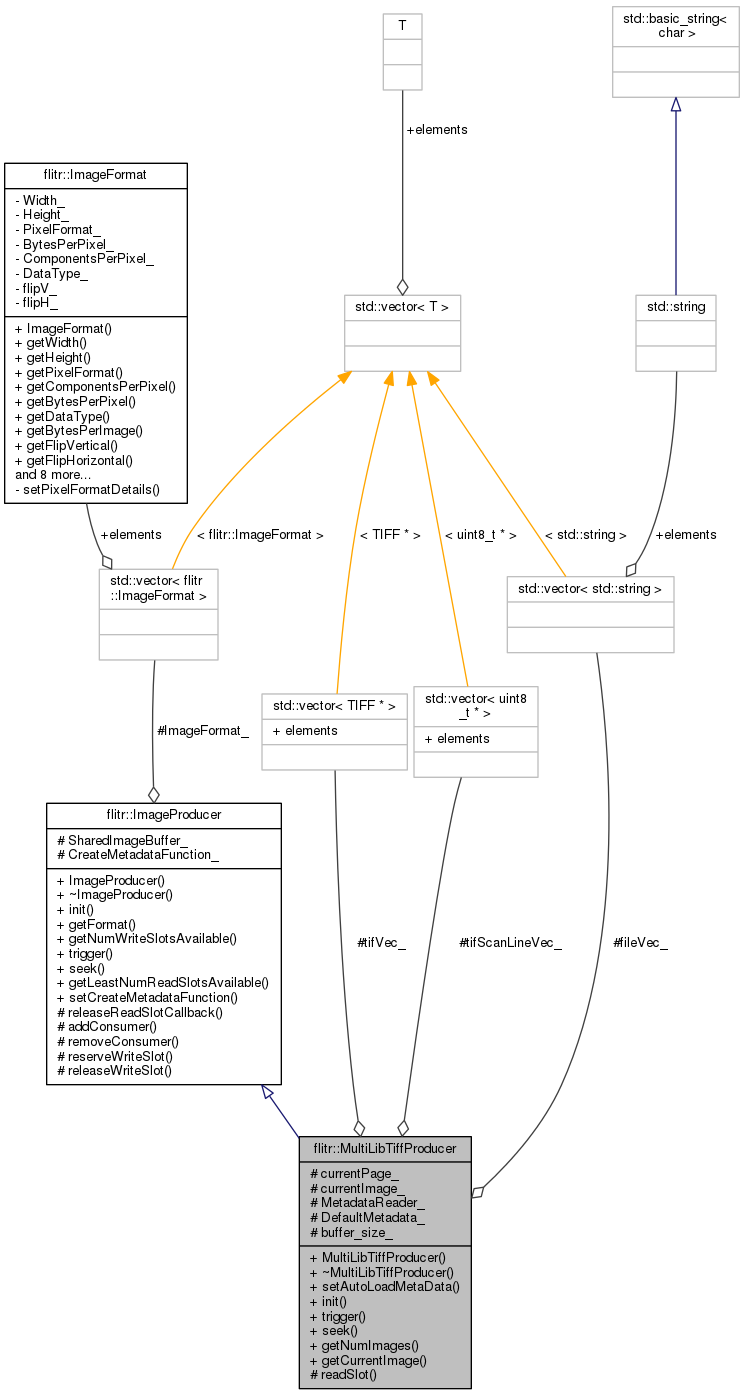 T
std::basic_string<
char >
+elements
flitr::ImageFormat
- Width_
- Height_
- PixelFormat_
- BytesPerPixel_
- ComponentsPerPixel_
- DataType_
- flipV_
- flipH_
+ ImageFormat()
+ getWidth()
+ getHeight()
+ getPixelFormat()
+ getComponentsPerPixel()
+ getBytesPerPixel()
+ getDataType()
+ getBytesPerImage()
+ getFlipVertical()
+ getFlipHorizontal()
and 8 more...
- setPixelFormatDetails()
std::vector< T >
std::string
+elements
< flitr::ImageFormat >
< TIFF * >
< uint8_t * >
< std::string >
+elements
std::vector< flitr
::ImageFormat >
std::vector< std::string >
std::vector< TIFF * >
+ elements
std::vector< uint8
_t * >
+ elements
#ImageFormat_
flitr::ImageProducer
# SharedImageBuffer_
# CreateMetadataFunction_
+ ImageProducer()
+ ~ImageProducer()
+ init()
+ getFormat()
+ getNumWriteSlotsAvailable()
+ trigger()
+ seek()
+ getLeastNumReadSlotsAvailable()
+ setCreateMetadataFunction()
# releaseReadSlotCallback()
# addConsumer()
# removeConsumer()
# reserveWriteSlot()
# releaseWriteSlot()
#tifVec_
#tifScanLineVec_
#fileVec_
flitr::MultiLibTiffProducer
# currentPage_
# currentImage_
# MetadataReader_
# DefaultMetadata_
# buffer_size_
+ MultiLibTiffProducer()
+ ~MultiLibTiffProducer()
+ setAutoLoadMetaData()
+ init()
+ trigger()
+ seek()
+ getNumImages()
+ getCurrentImage()
# readSlot()